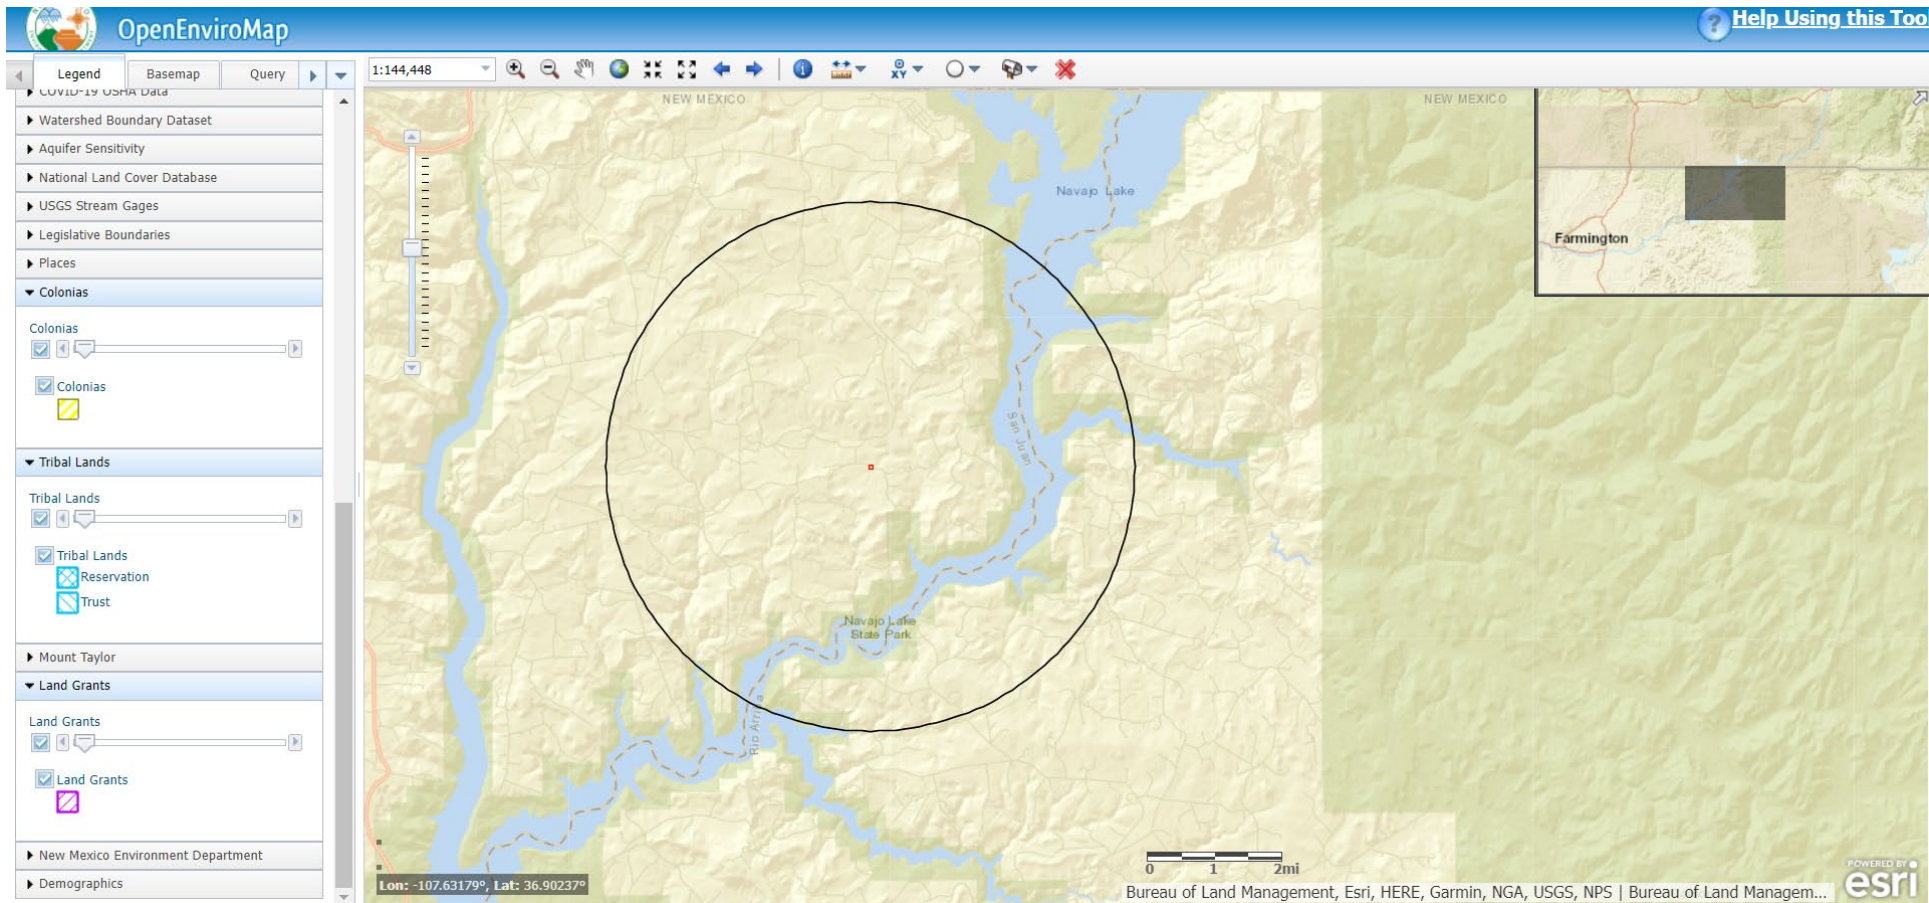 OpenEnviroMap
Help Using this Too
Legend Basemap Query
1:144,448
COVID-19 OSHA Data
Watershed Boundary Dataset
Aquifer Sensitivity
National Land Cover Database
USGS Stream Gages
Legislative Boundaries
Places
Colonias
Colonias
Colonias
Tribal Lands
Tribal Lands
Tribal Lands
Reservation
Trust
Mount Taylor
Land Grants
Land Grants
Land Grants
New Mexico Environment Department
Demographics
NEW MEXICO
NEW MEXICO
Navajo Lake
Farmington
San Juan
Navajo Lake
State Park
Rio Arriba
0 1 2mi
Lon: -107.63179º, Lat: 36.90237º
Bureau of Land Management, Esri, HERE, Garmin, NGA, USGS, NPS | Bureau of Land Managem...
POWERED BY
esri